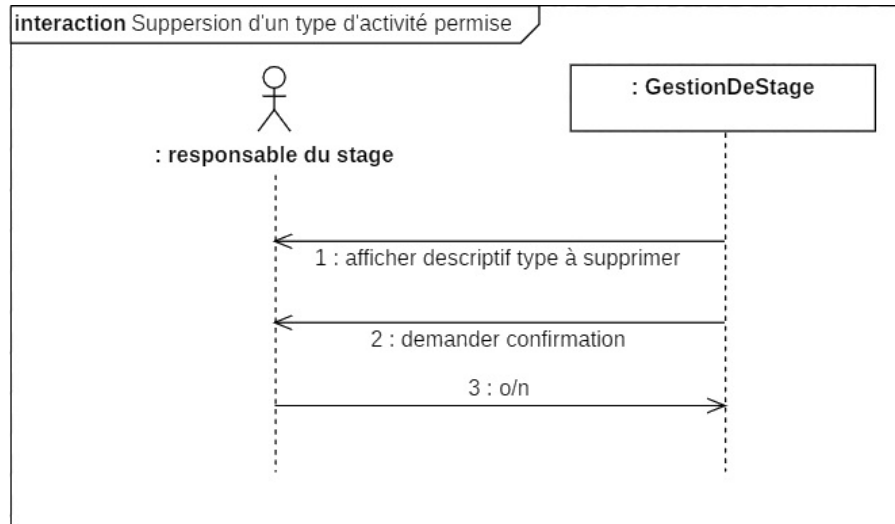 interaction Suppersion d'un type d'activité permise
: GestionDeStage
: responsable du stage
1 : afficher descriptif type à supprimer
2 : demander confirmation
3 : o/n